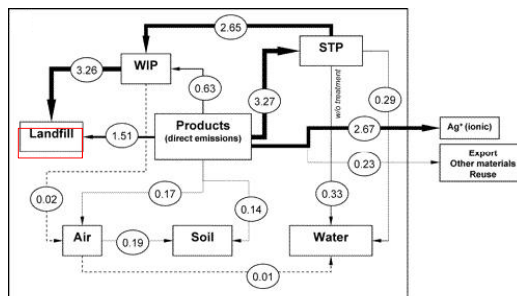 2.65
WIP
STP
3.26
0.63
3.27
w/o treatment
0.29
Landfill
1.51
Products
(direct emissions)
2.67
Ag⁺ (ionic)
0.23
Export
Other materials
Reuse
0.02
0.17
0.14
0.33
Air
0.19
Soil
Water
0.01